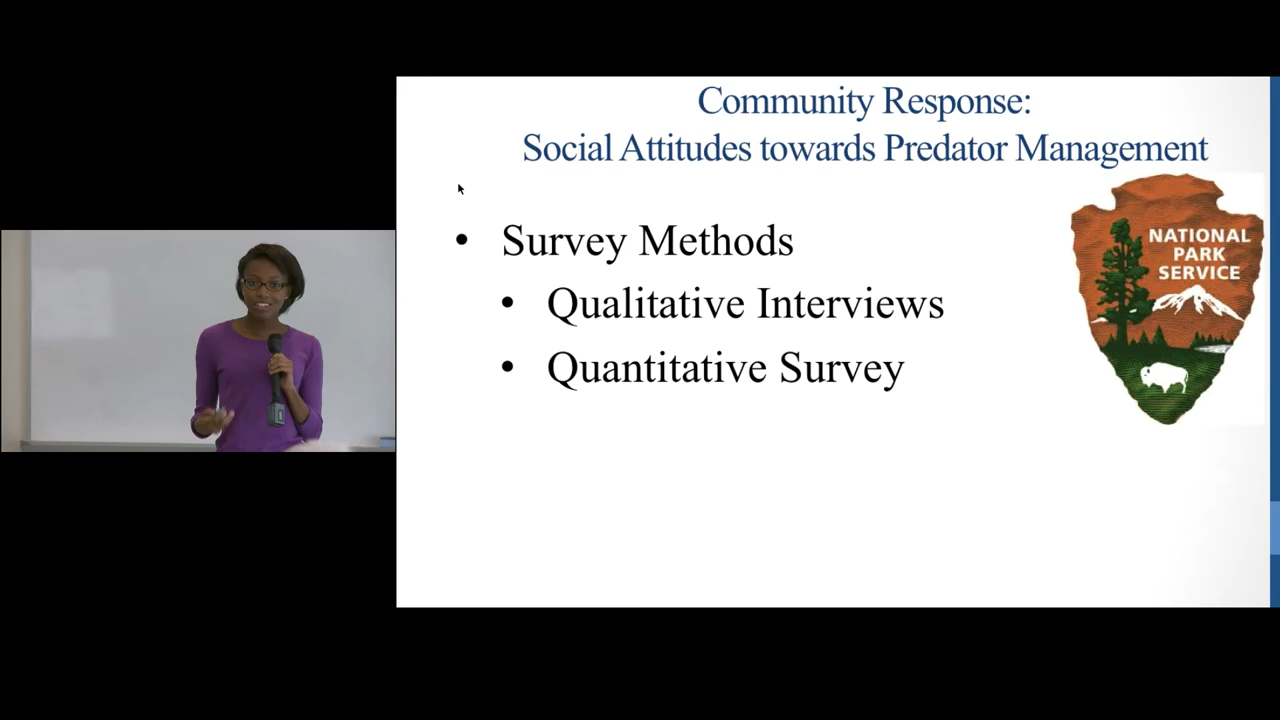 Community Response:
Social Attitudes towards Predator Management
• Survey Methods
• Qualitative Interviews
• Quantitative Survey
NATIONAL
PARK
SERVICE